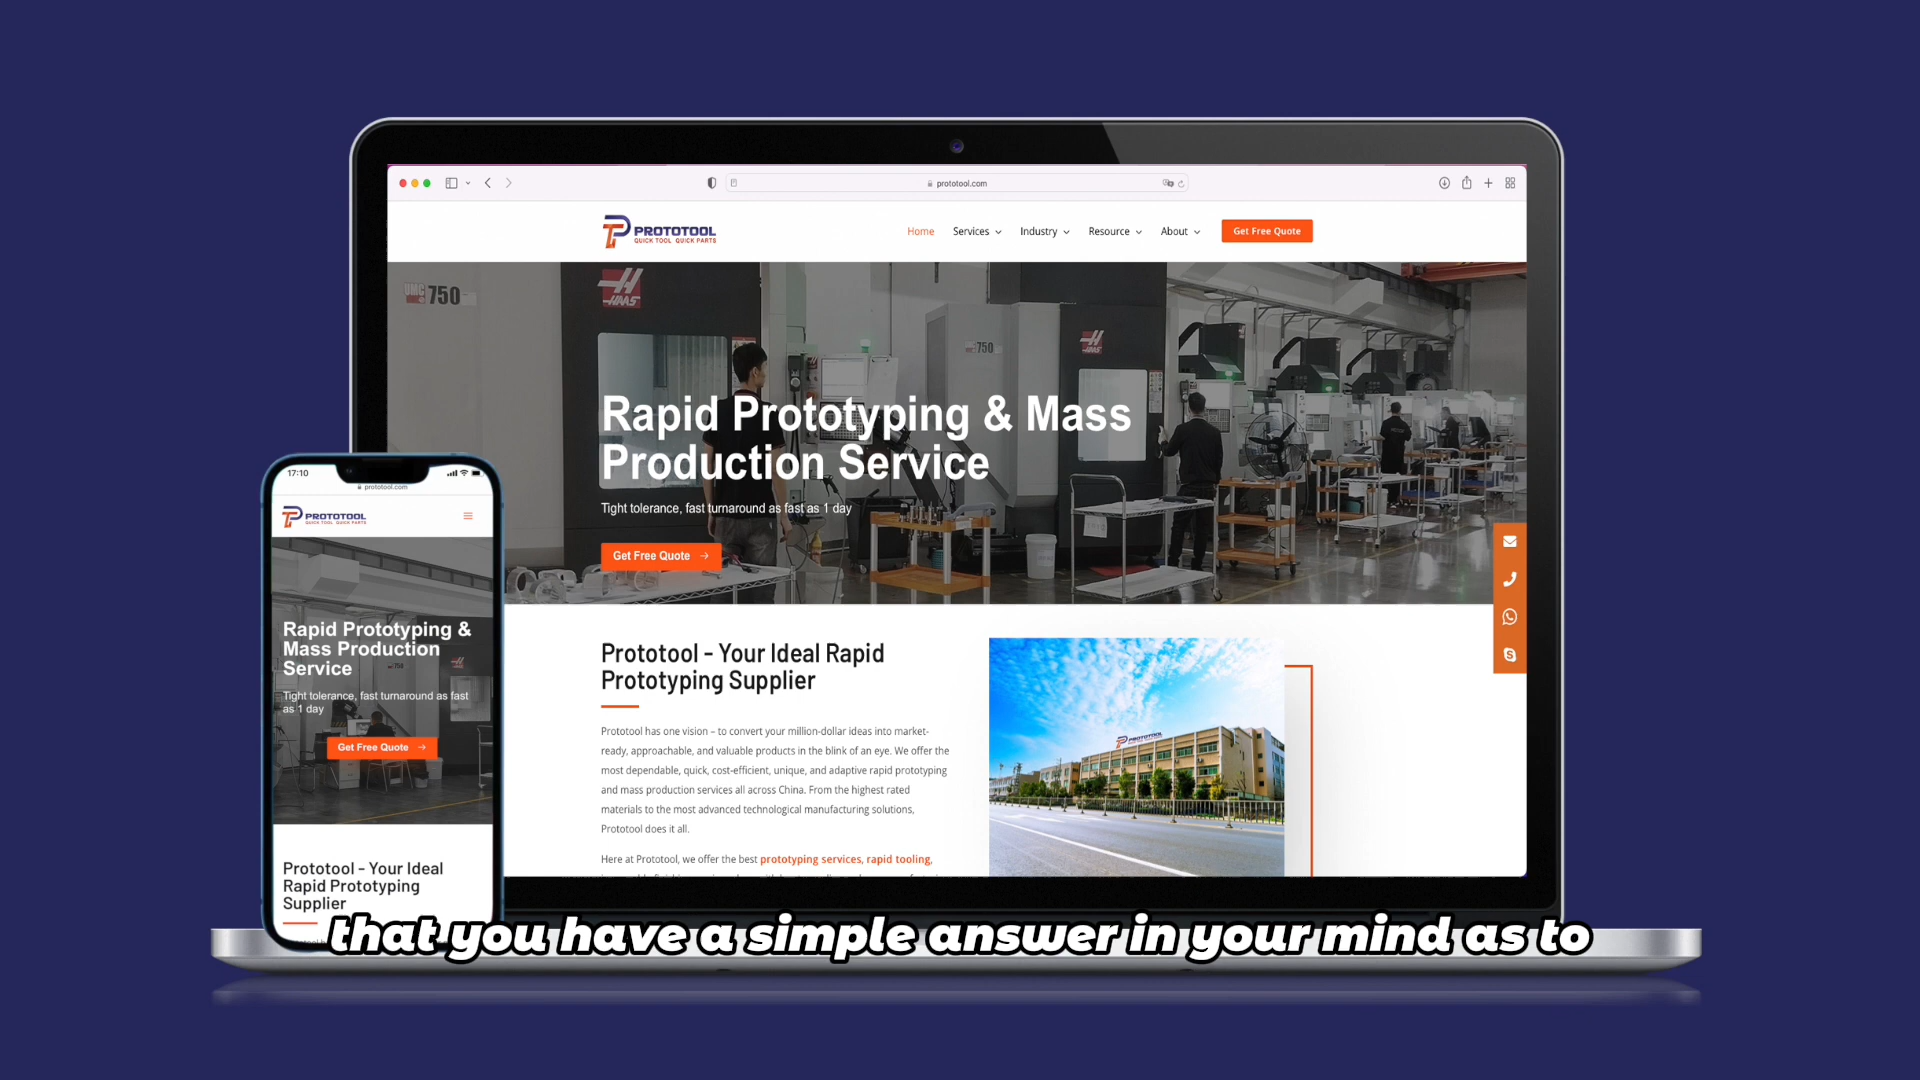 prototool.com
PROTOTOOL
QUICK TOOL QUICK PARTS
Home
Services
Industry
Resource
About
Get Free Quote
UMC 750
HAAS
750
Rapid Prototyping & Mass
Production Service
Tight tolerance, fast turnaround as fast as 1 day
Get Free Quote
Prototool - Your Ideal Rapid
Prototyping Supplier
Prototool has one vision – to convert your million-dollar ideas into market-
ready, approachable, and valuable products in the blink of an eye. We offer the
most dependable, quick, cost-efficient, unique, and adaptive rapid prototyping
and mass production services all across China. From the highest rated
materials to the most advanced technological manufacturing solutions,
Prototool does it all.
Here at Prototool, we offer the best prototyping services, rapid tooling,
PROTOTOOL
17:10
prototool.com
PROTOTOOL
QUICK TOOL QUICK PARTS
Rapid Prototyping &
Mass Production
Service
Tight tolerance, fast turnaround as fast
as 1 day
Get Free Quote
Prototool - Your Ideal
Rapid Prototyping
Supplier
that you have a simple answer in your mind as to